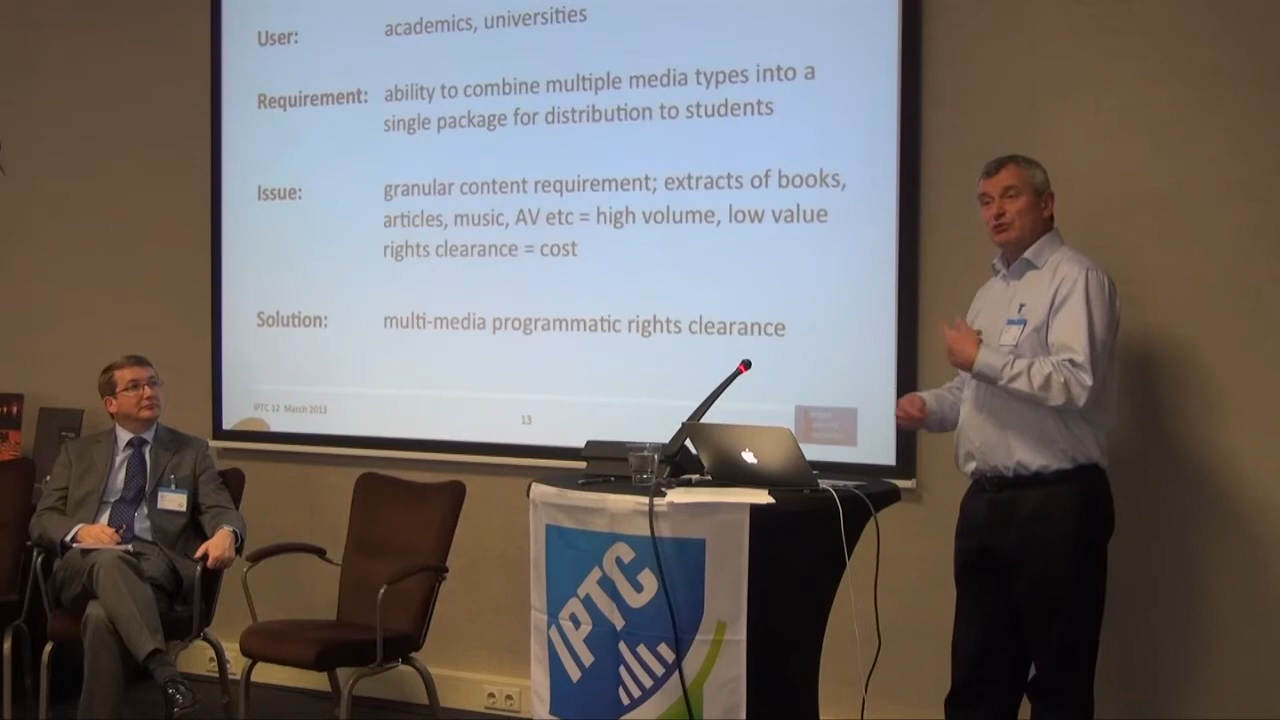 User: academics, universities
Requirement: ability to combine multiple media types into a
single package for distribution to students
Issue: granular content requirement; extracts of books,
articles, music, AV etc = high volume, low value
rights clearance = cost
Solution: multi-media programmatic rights clearance
IPTC 12 March 2013
13
IPTC